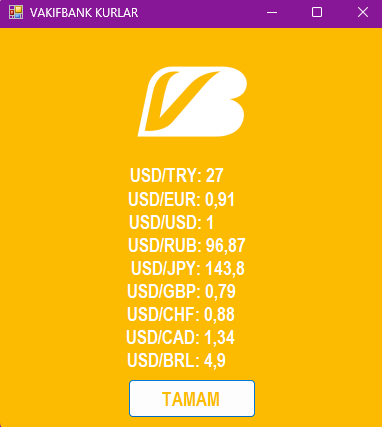 VAKIFBANK KURLAR
USD/TRY: 27
USD/EUR: 0,91
USD/USD: 1
USD/RUB: 96,87
USD/JPY: 143,8
USD/GBP: 0,79
USD/CHF: 0,88
USD/CAD: 1,34
USD/BRL: 4,9
TAMAM